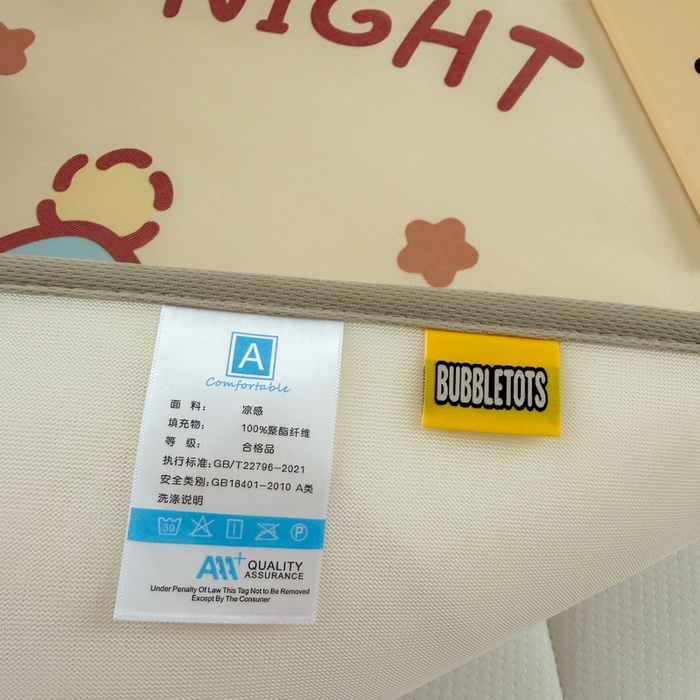 NIGHT
A
Comfortable
面 料: 凉感
填充物: 100%聚酯纤维
等 级: 合格品
执行标准:GB/T22796-2021
安全类别:GB18401-2010 A类
洗涤说明
30 P
A111+ QUALITY
ASSURANCE
Under Penalty Of Law This Tag Not to Be Removed
Except By The Consuner
BUBBLETOTS